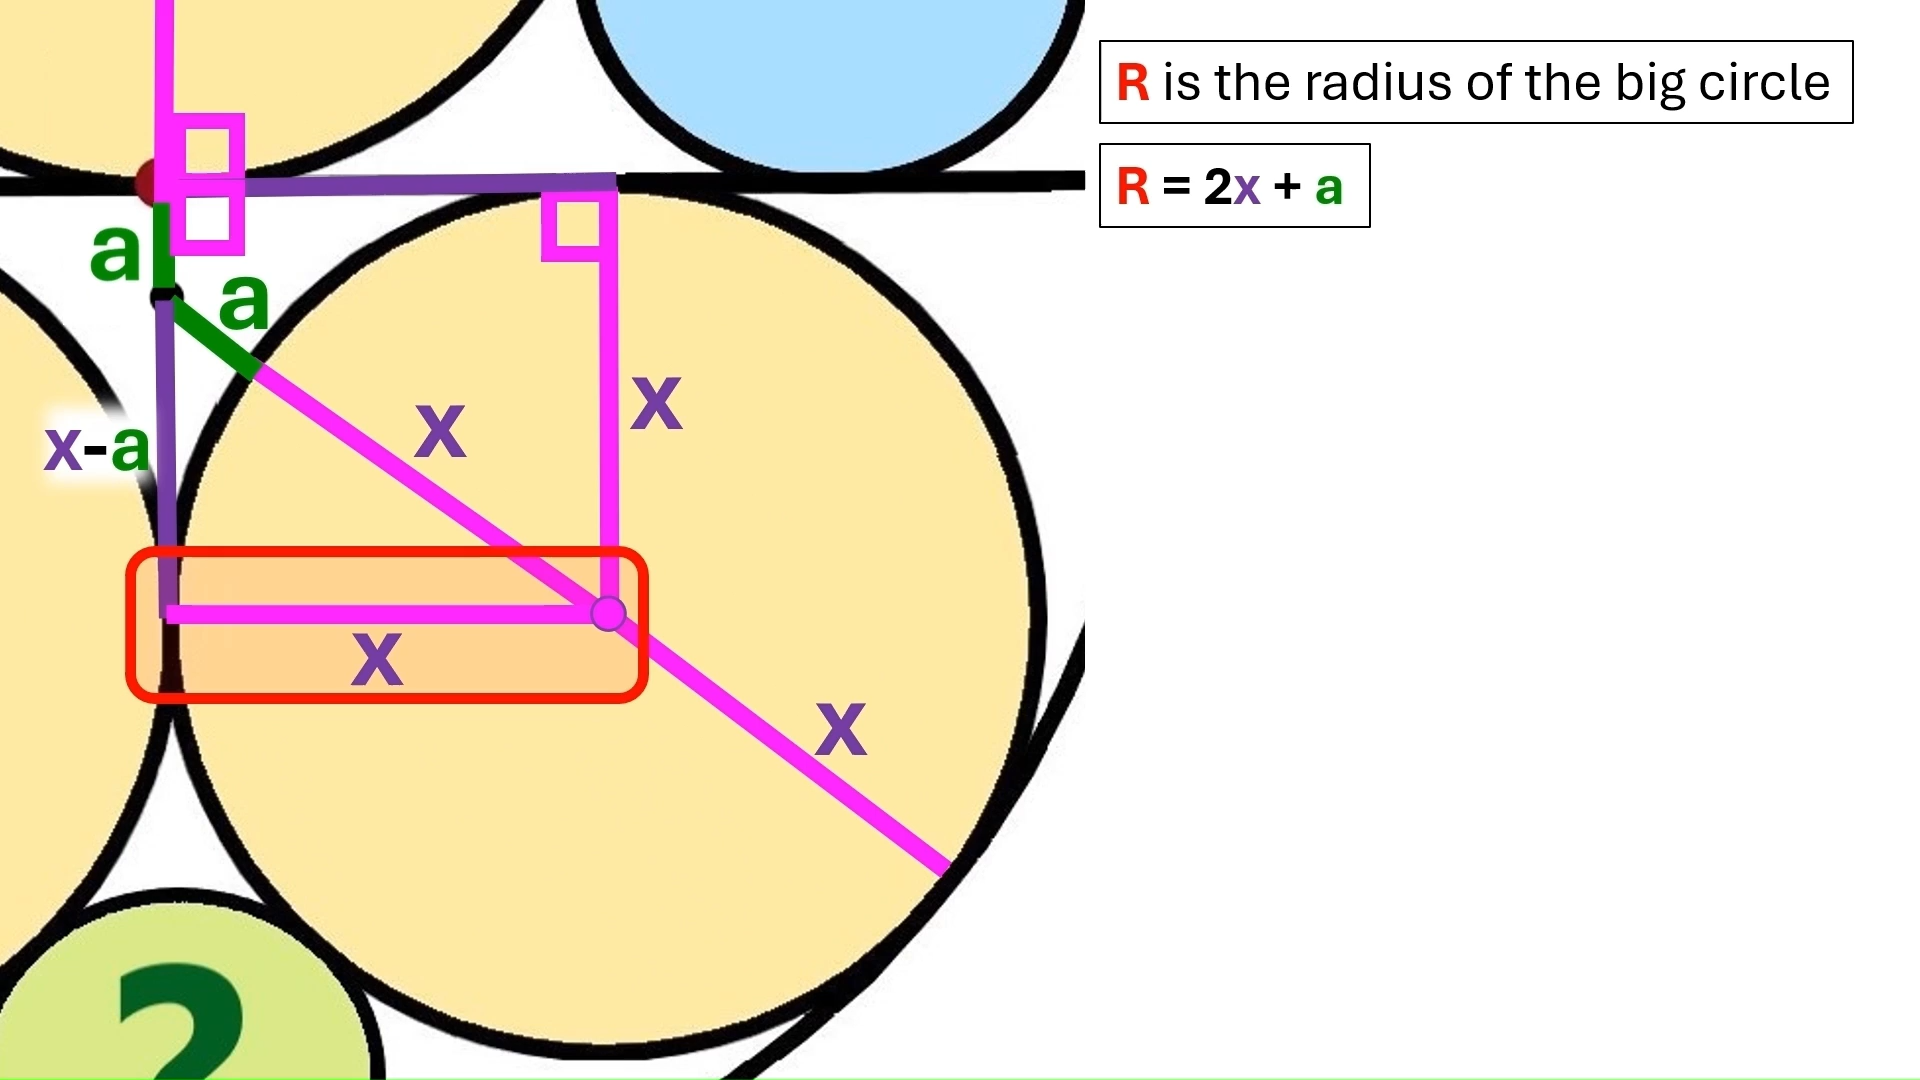 R is the radius of the big circle
R = 2x + a
a
a
x
x
x-a
x
x
?